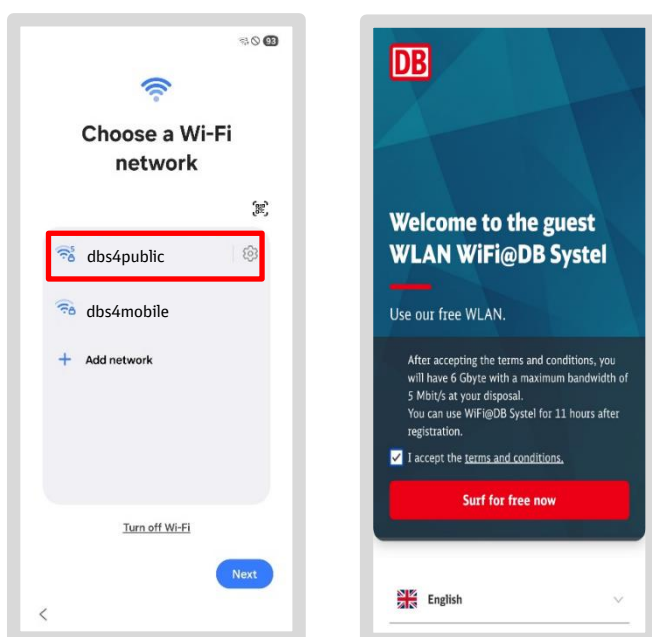 93
Choose a Wi-Fi
network
dbs4public
dbs4mobile
+ Add network
Turn off Wi-Fi
Next
DB
Welcome to the guest
WLAN WiFi@DB Systel
Use our free WLAN.
After accepting the terms and conditions, you
will have 6 Gbyte with a maximum bandwidth of
5 Mbit/s at your disposal.
You can use WiFi@DB Systel for 11 hours after
registration.
I accept the terms and conditions.
Surf for free now
English